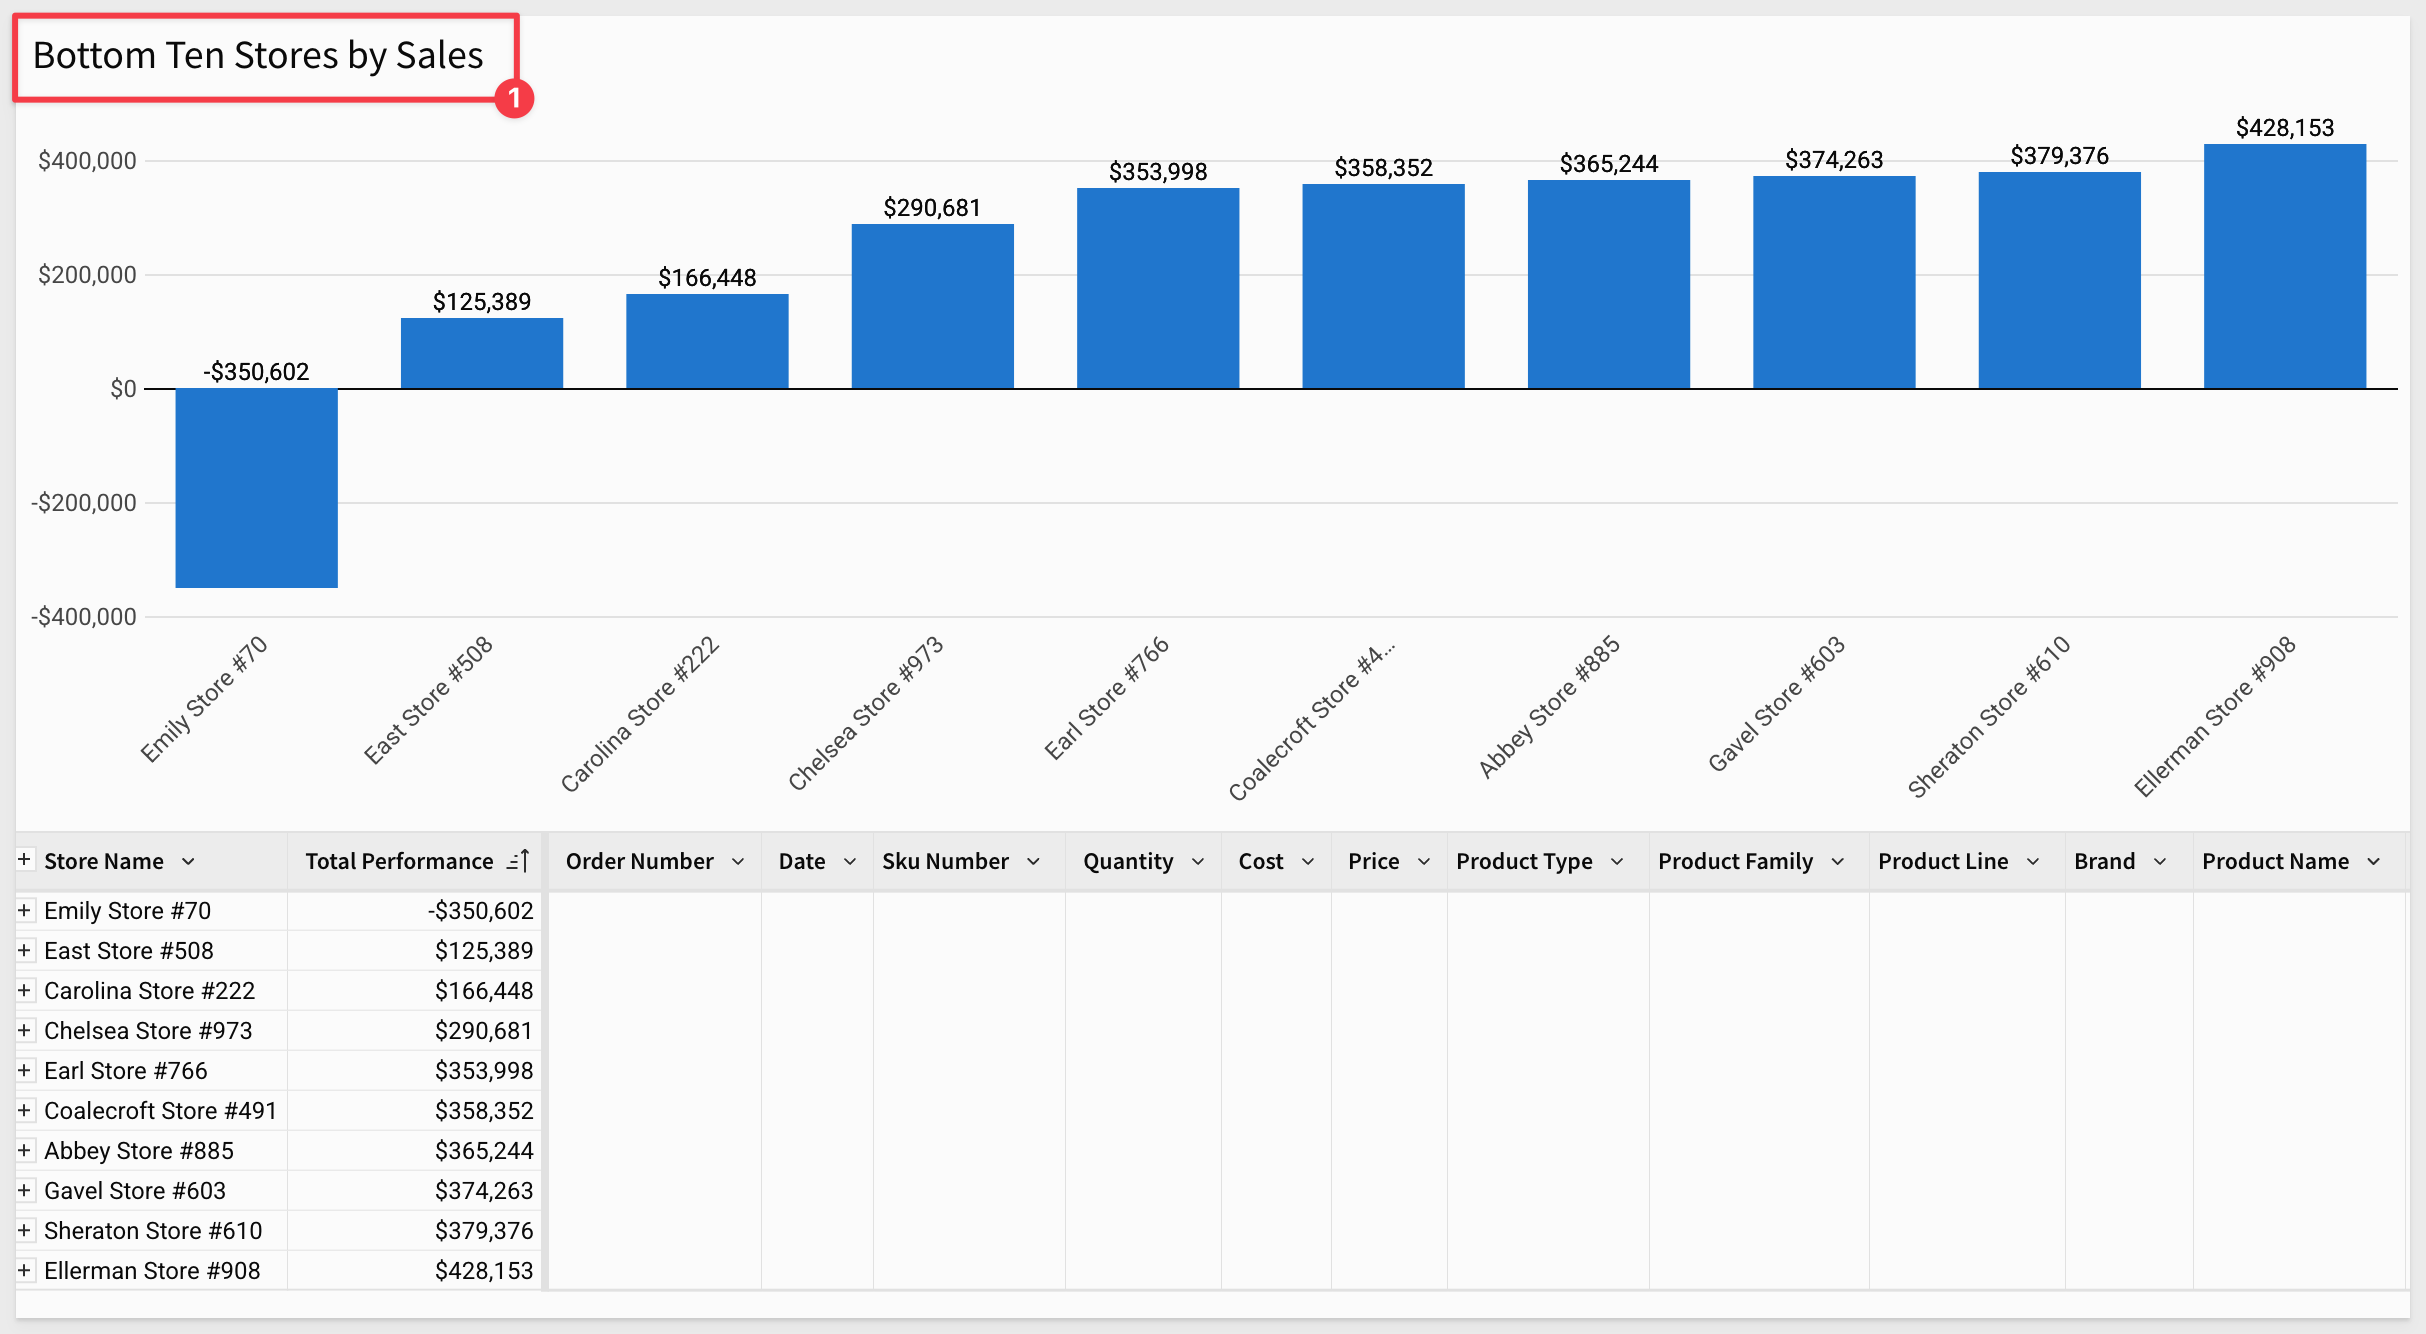 Bottom Ten Stores by Sales
1
$428,153
$400,000
$379,376
$374,263
$365,244
$358,352
$353,998
$290,681
$200,000
$166,448
$125,389
-$350,602
$0
-$200,000
-$400,000
Emily Store #70
East Store #508
Carolina Store #222
Chelsea Store #973
Earl Store #766
Coalecroft Store #4...
Abbey Store #885
Gavel Store #603
Sheraton Store #610
Ellerman Store #908
Store Name Total Performance Order Number Date Sku Number Quantity Cost Price Product Type Product Family Product Line Brand Product Name
Emily Store #70 -$350,602
East Store #508 $125,389
Carolina Store #222 $166,448
Chelsea Store #973 $290,681
Earl Store #766 $353,998
Coalecroft Store #491 $358,352
Abbey Store #885 $365,244
Gavel Store #603 $374,263
Sheraton Store #610 $379,376
Ellerman Store #908 $428,153